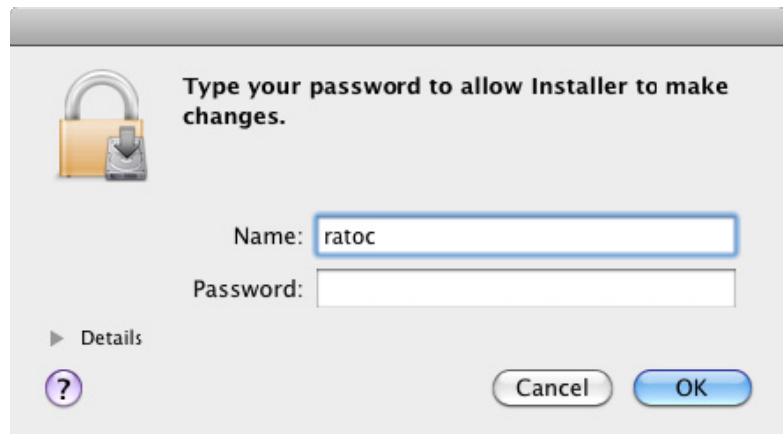 Type your password to allow Installer to make
changes.
Name: ratoc
Password:
Details
? Cancel OK